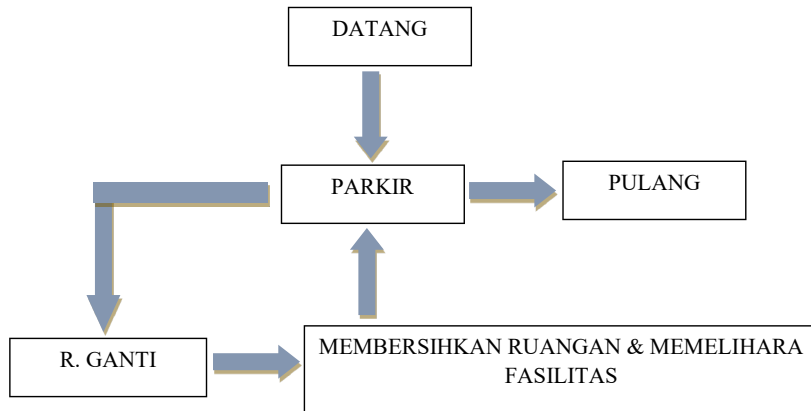 DATANG
PARKIR
PULANG
R. GANTI
MEMBERSIHKAN RUANGAN & MEMELIHARA
FASILITAS